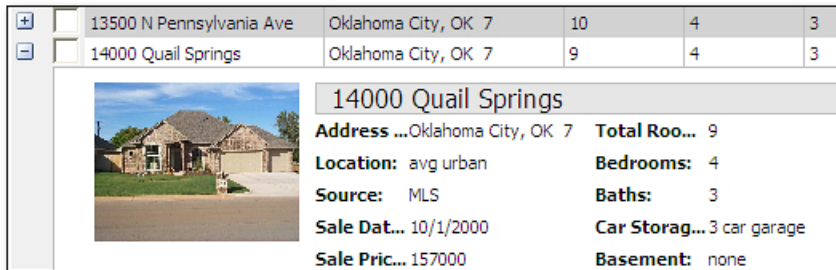 13500 N Pennsylvania Ave Oklahoma City, OK 7 10 4 3
14000 Quail Springs Oklahoma City, OK 7 9 4 3
14000 Quail Springs
Address ...Oklahoma City, OK 7 Total Roo... 9
Location: avg urban Bedrooms: 4
Source: MLS Baths: 3
Sale Dat... 10/1/2000 Car Storag... 3 car garage
Sale Pric... 157000 Basement: none